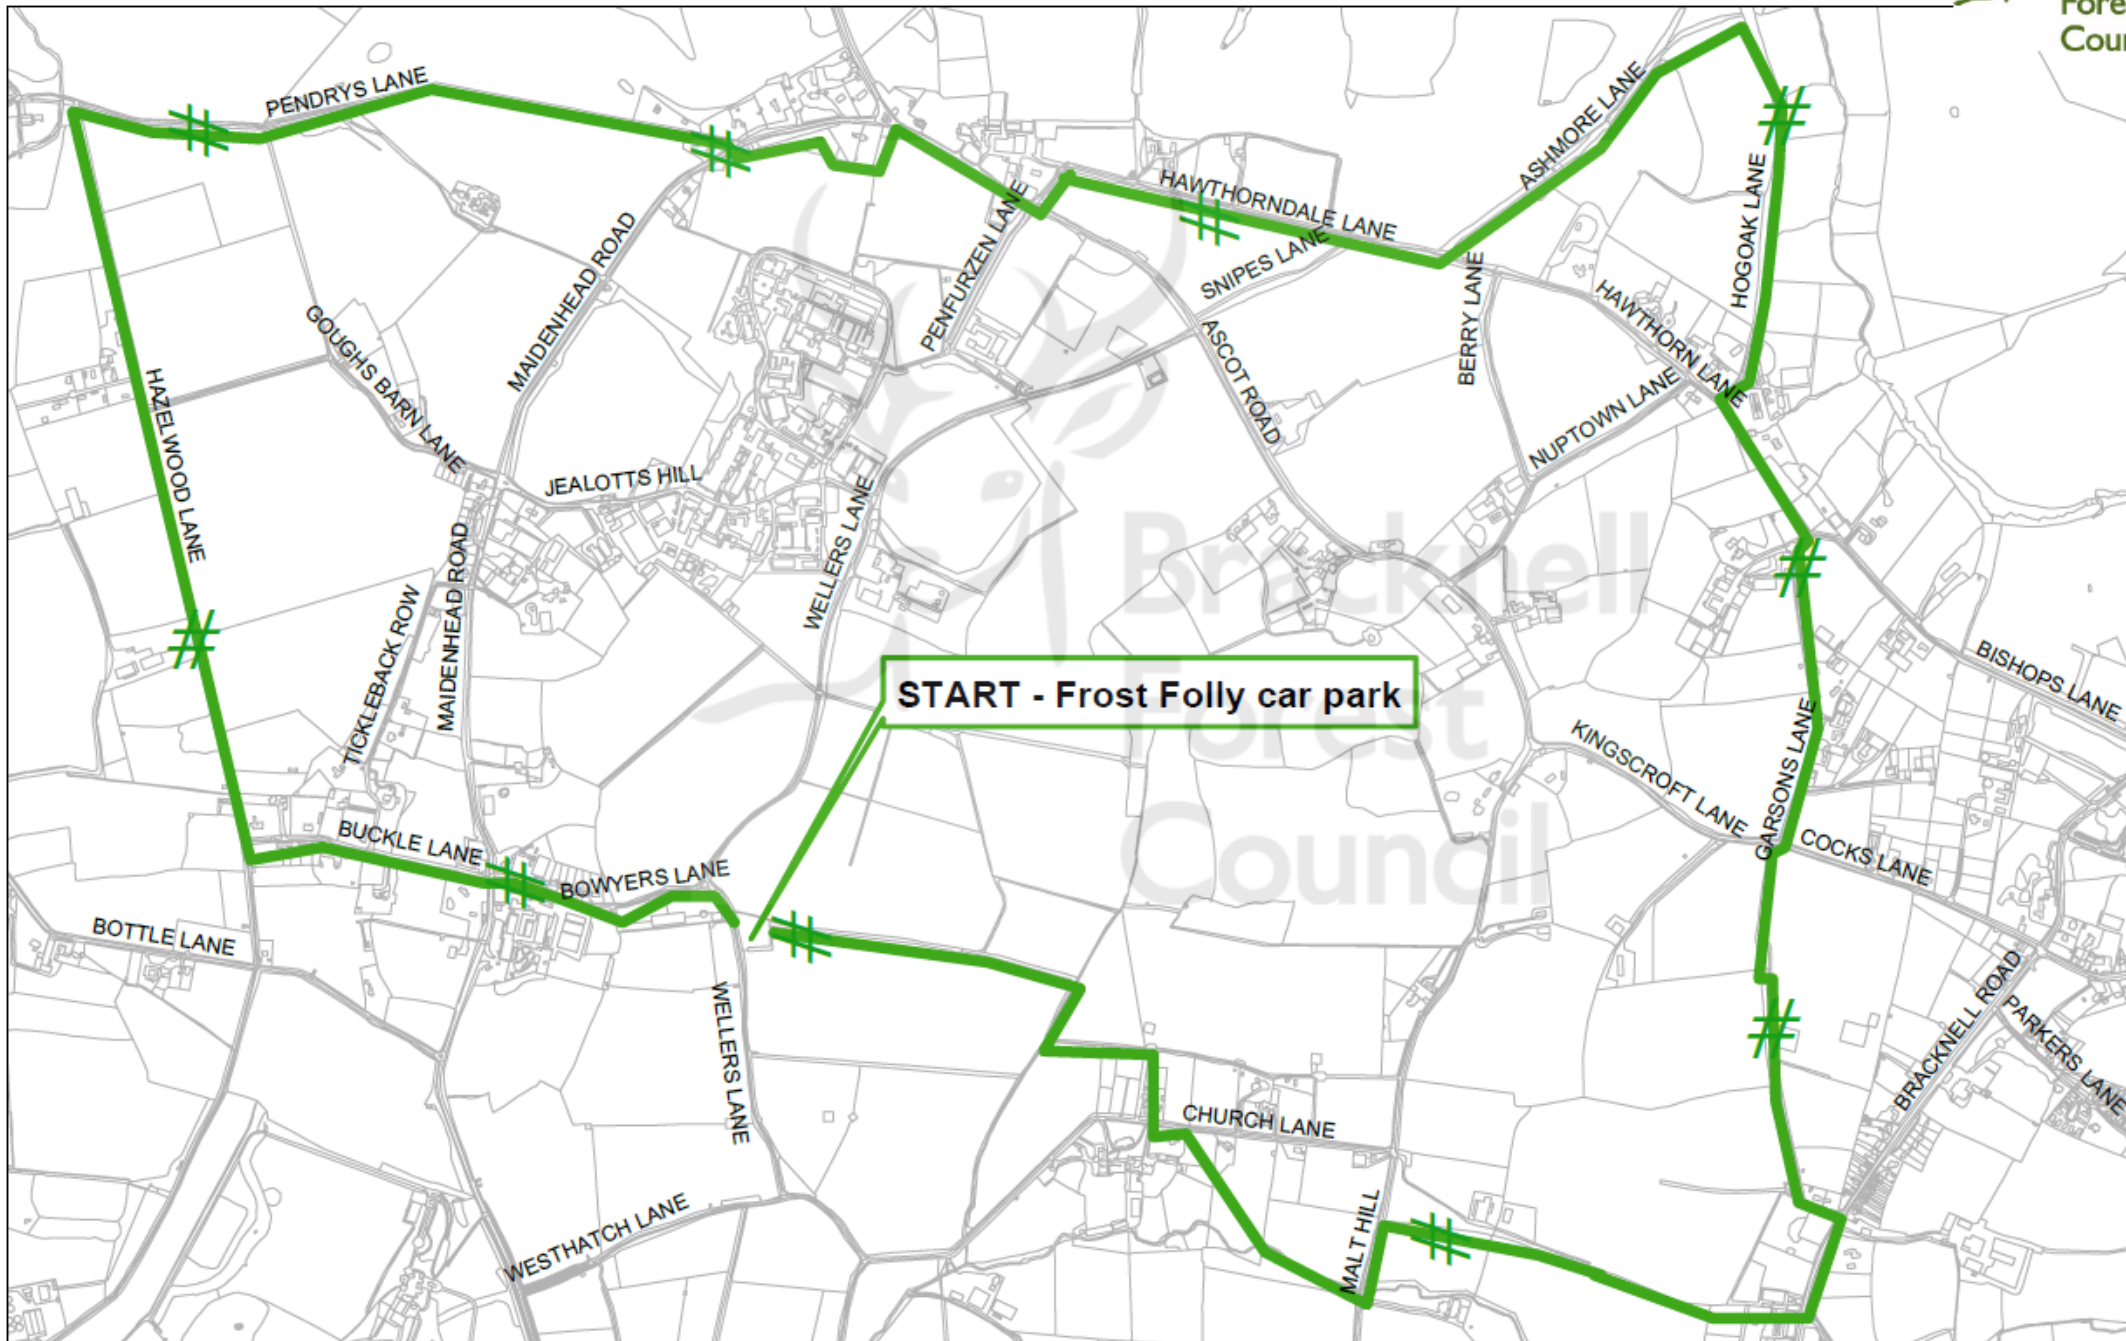 Fore
Cour
PENDRYS LANE
HAWTHORNDALE LANE
ASHMORE LANE
HOGOAK LANE
MAIDENHEAD ROAD
PENFURZEN LANE
SNIPES LANE
BERRY LANE
HAWTHORN LANE
GOUGHS BARN LANE
ASCOT ROAD
NUPTOWN LANE
HAZELWOOD LANE
JEALOTTS HILL
WELLERS LANE
MAIDENHEAD ROAD
TICKLEBACK ROW
Bracknell
Forest
Council
START - Frost Folly car park
BISHOPS LANE
KINGSCROFT LANE
GARSONS LANE
COCKS LANE
BUCKLE LANE
BOWYERS LANE
BOTTLE LANE
WELLERS LANE
BRACKNELL ROAD
PARKERS LANE
CHURCH LANE
MALT HILL
WESTHATCH LANE